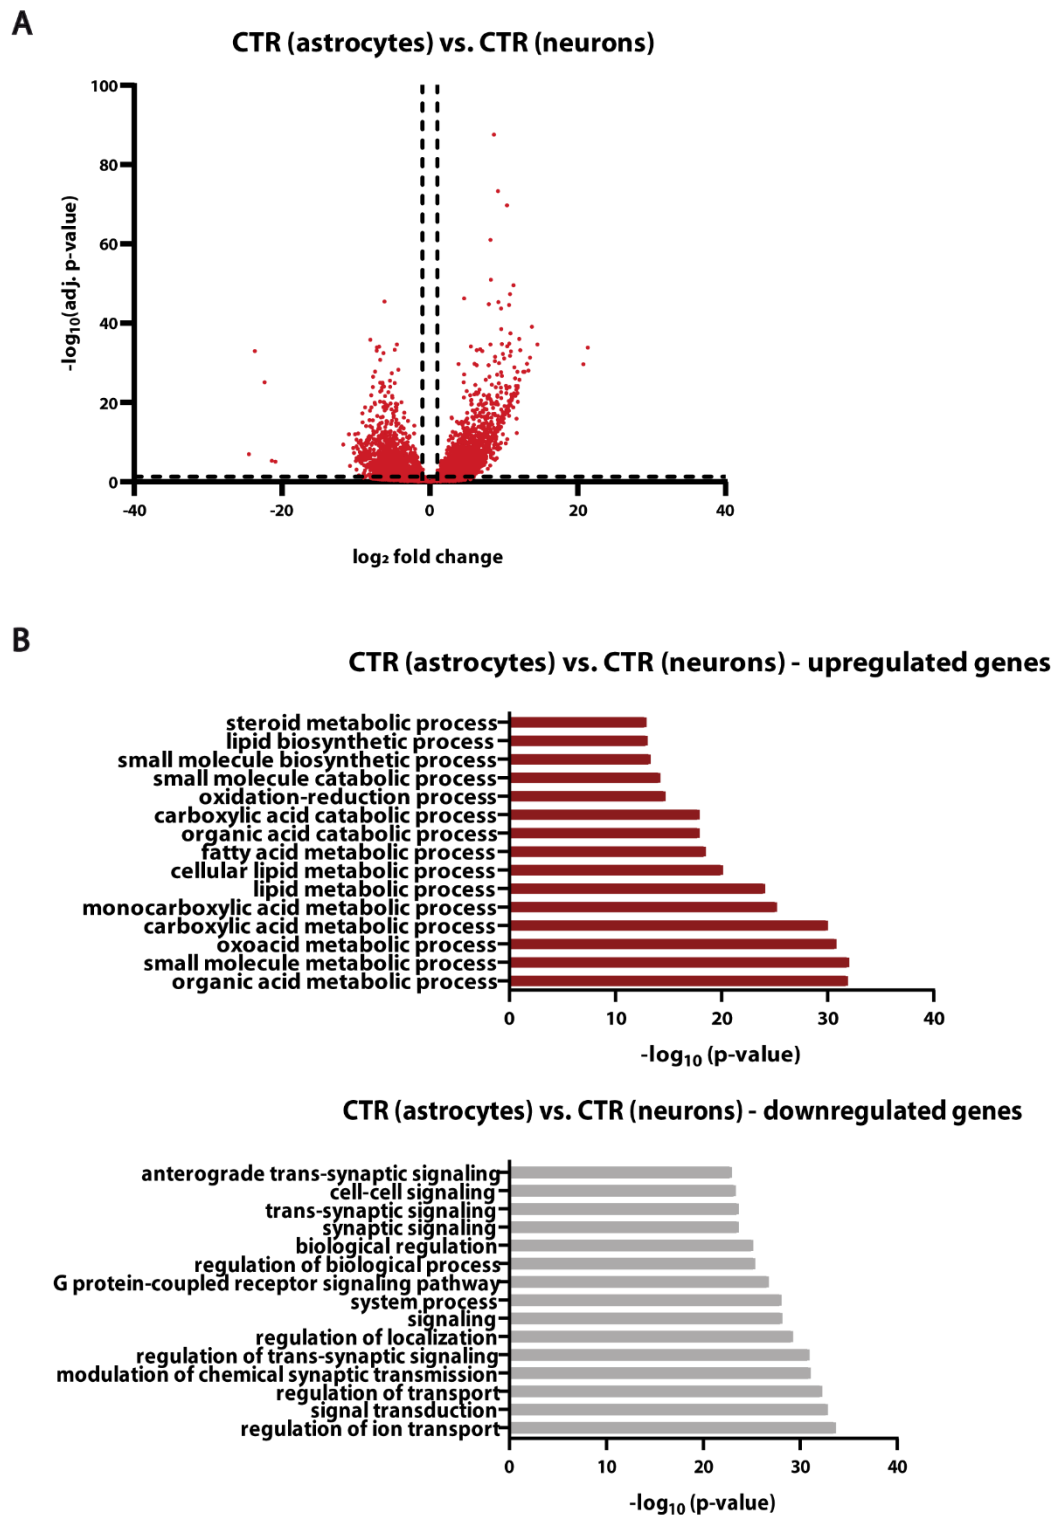 A
CTR (astrocytes) vs. CTR (neurons)
100
80
60
40
20
0
-log10(adj. p-value)
-40
-20
0
20
40
log2 fold change
B
CTR (astrocytes) vs. CTR (neurons) - upregulated genes
steroid metabolic process
lipid biosynthetic process
small molecule biosynthetic process
small molecule catabolic process
oxidation-reduction process
carboxylic acid catabolic process
organic acid catabolic process
fatty acid metabolic process
cellular lipid metabolic process
lipid metabolic process
monocarboxylic acid metabolic process
carboxylic acid metabolic process
oxoacid metabolic process
small molecule metabolic process
organic acid metabolic process
0
10
20
30
40
-log10 (p-value)
CTR (astrocytes) vs. CTR (neurons) - downregulated genes
anterograde trans-synaptic signaling
cell-cell signaling
trans-synaptic signaling
synaptic signaling
biological regulation
regulation of biological process
G protein-coupled receptor signaling pathway
system process
signaling
regulation of localization
regulation of trans-synaptic signaling
modulation of chemical synaptic transmission
regulation of transport
signal transduction
regulation of ion transport
0
10
20
30
40
-log10 (p-value)